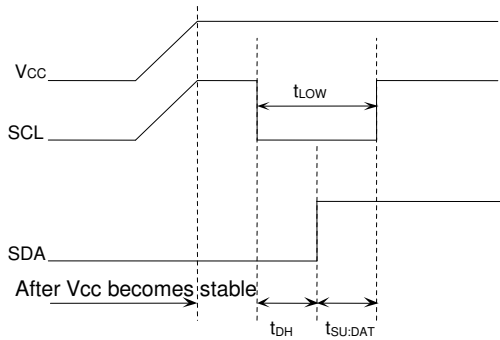 VCC
tLOW
SCL
SDA
After Vcc becomes stable
tDH
tSU:DAT